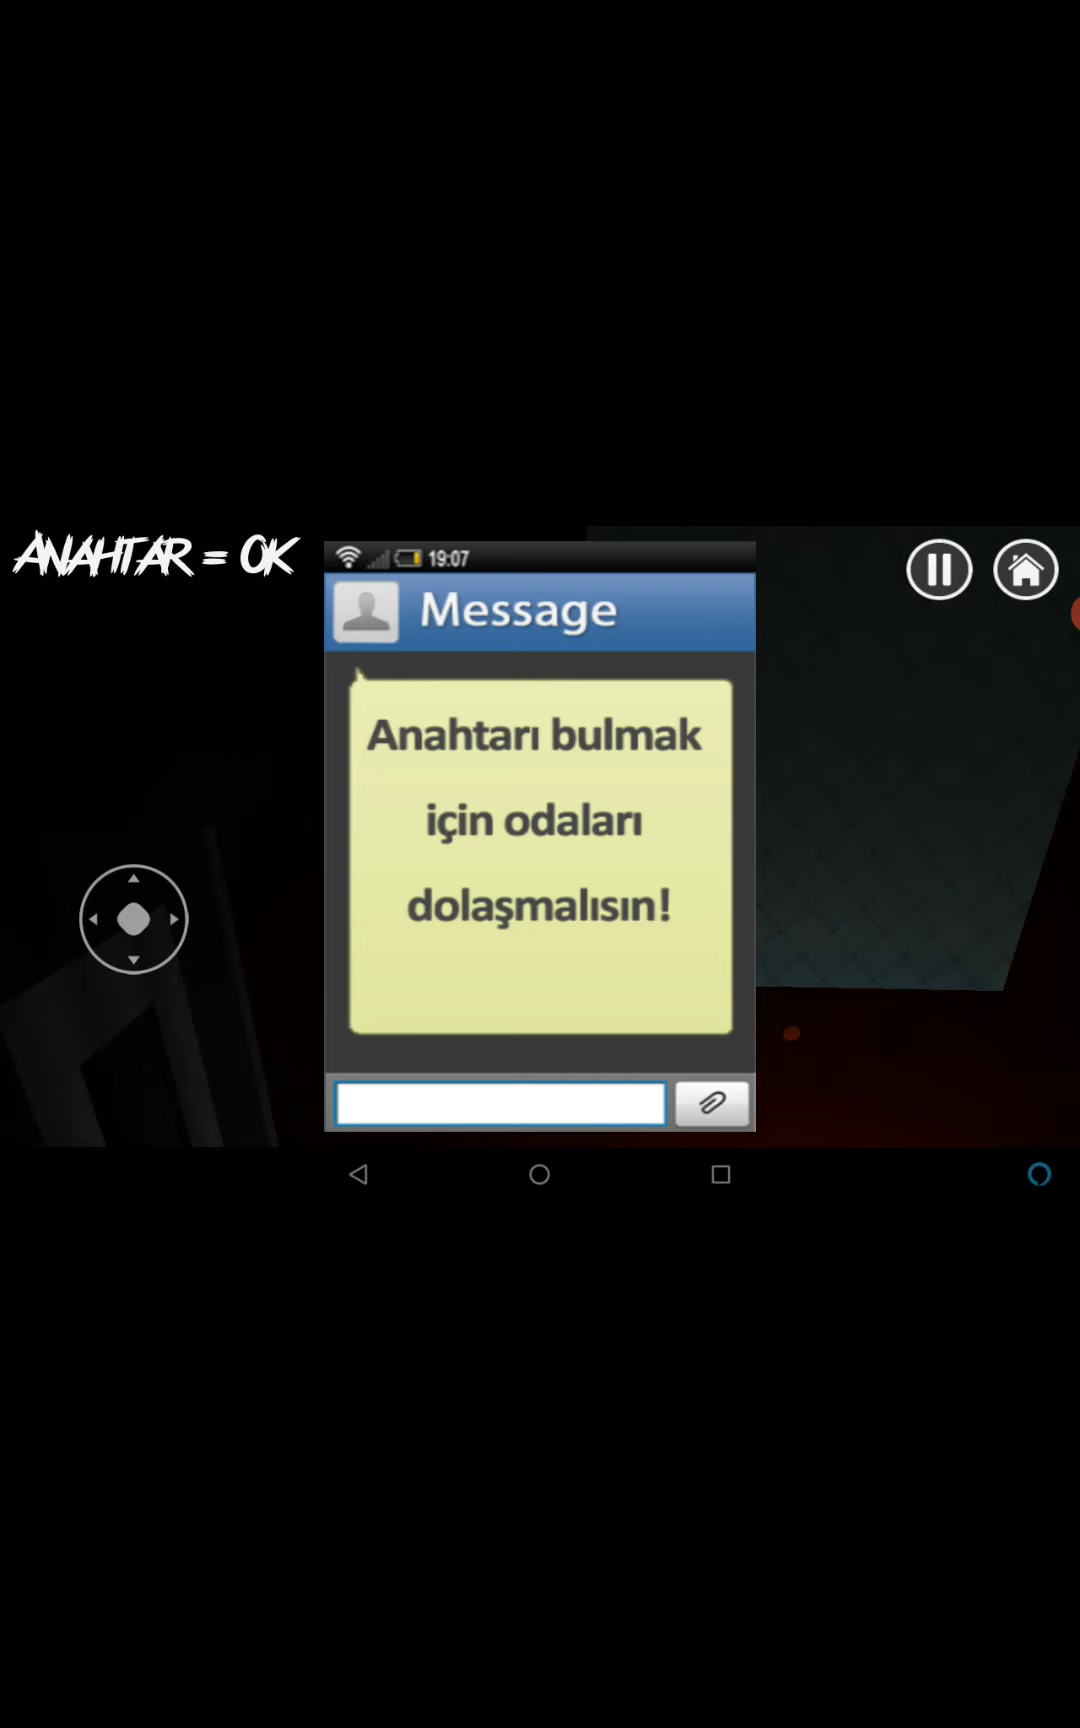 ANAHTAR = OK
19:07
Message
Anahtarı bulmak
için odaları
dolaşmalısın!